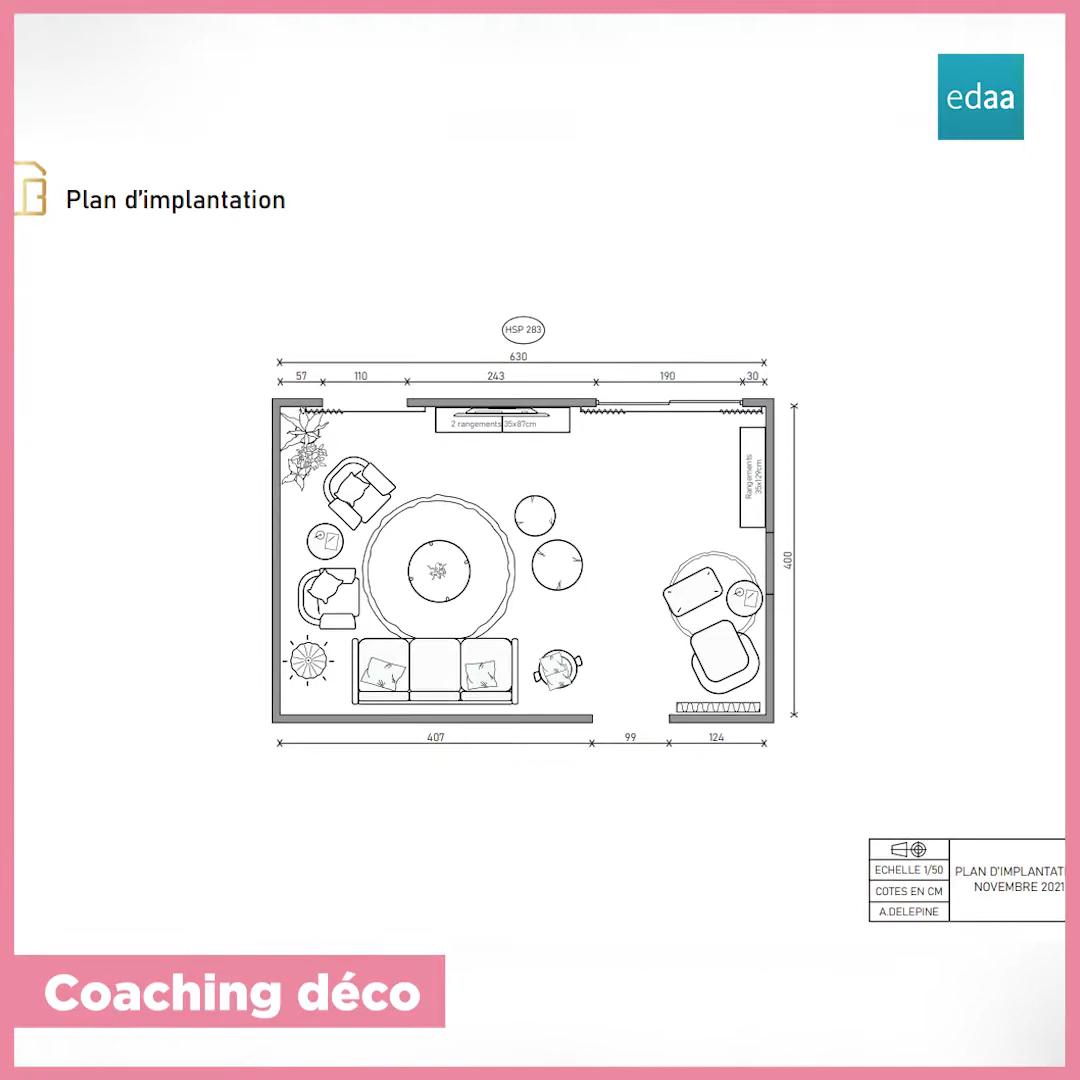 edaa
Plan d'implantation
HSP 283
630
57 110 243 190 30
2 rangements 35x87cm
Rangements
35x129cm
400
407 99 124
ECHELLE 1/50
COTES EN CM
A.DELEPINE
PLAN D'IMPLANTATI
NOVEMBRE 2021
Coaching déco